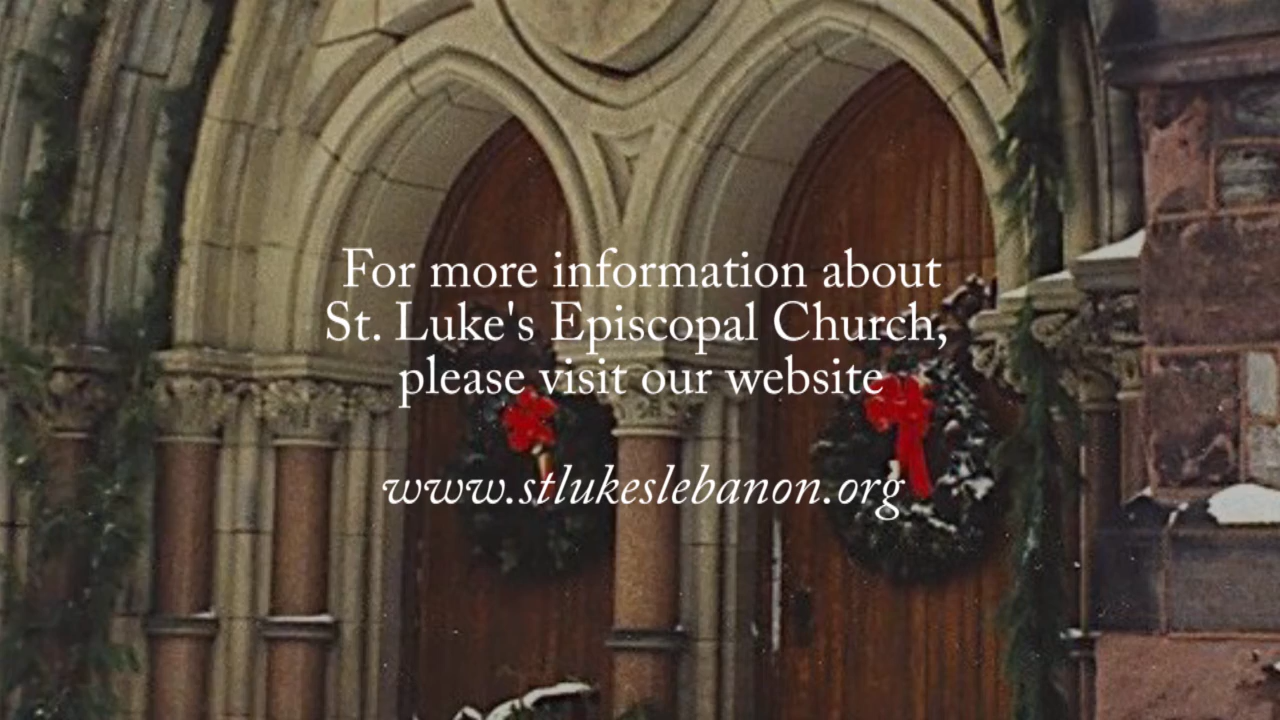 For more information about
St. Luke's Episcopal Church,
please visit our website
www.stlukeslebanon.org